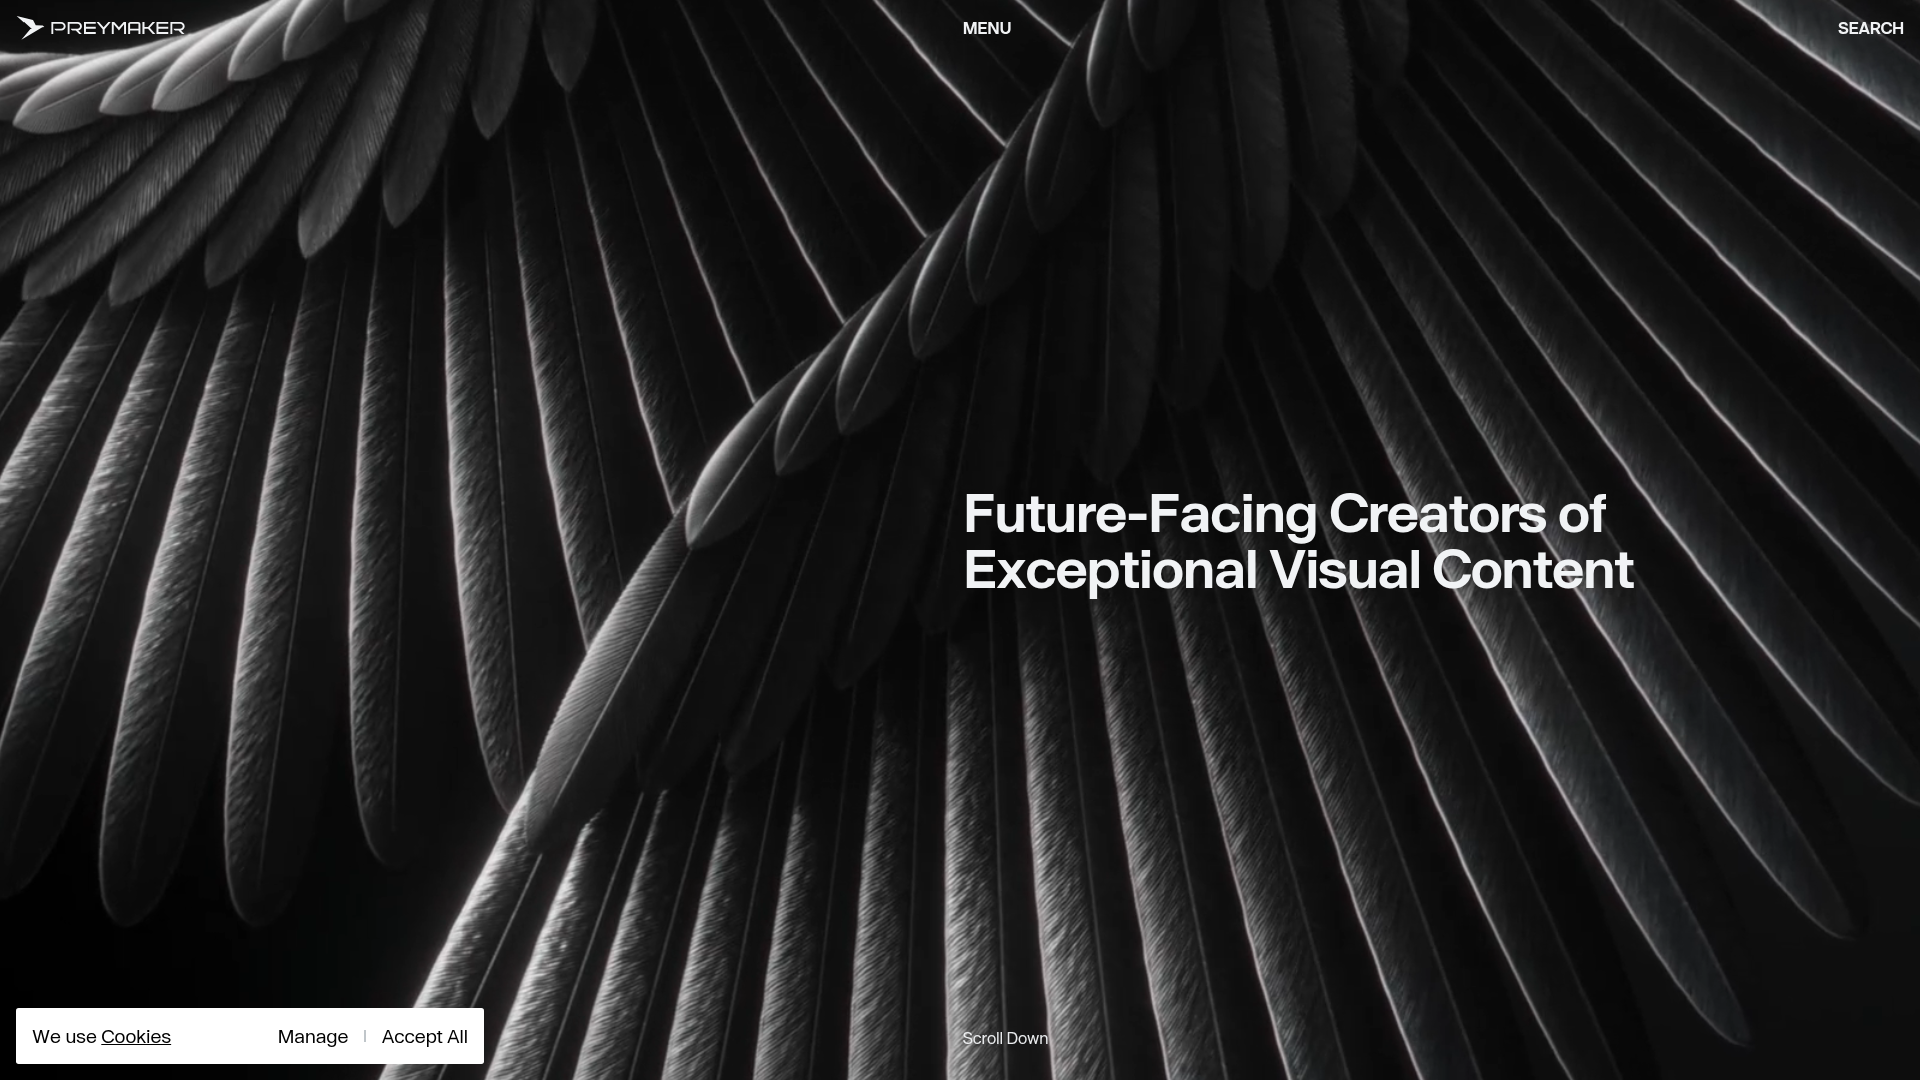 PREYMAKER
MENU
SEARCH
Future-Facing Creators of
Exceptional Visual Content
We use Cookies
Manage
Accept All
Scroll Down